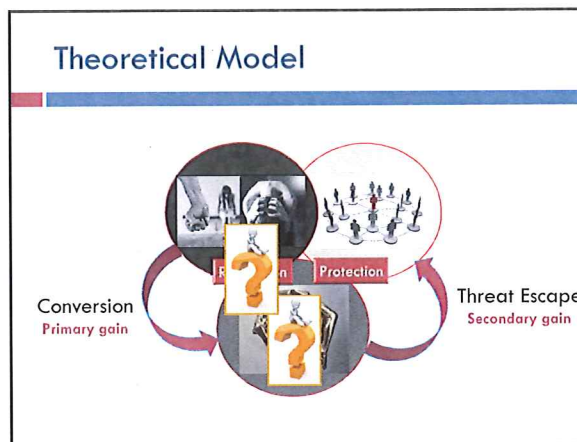 Theoretical Model
Protection
Conversion
Primary gain
Threat Escape
Secondary gain